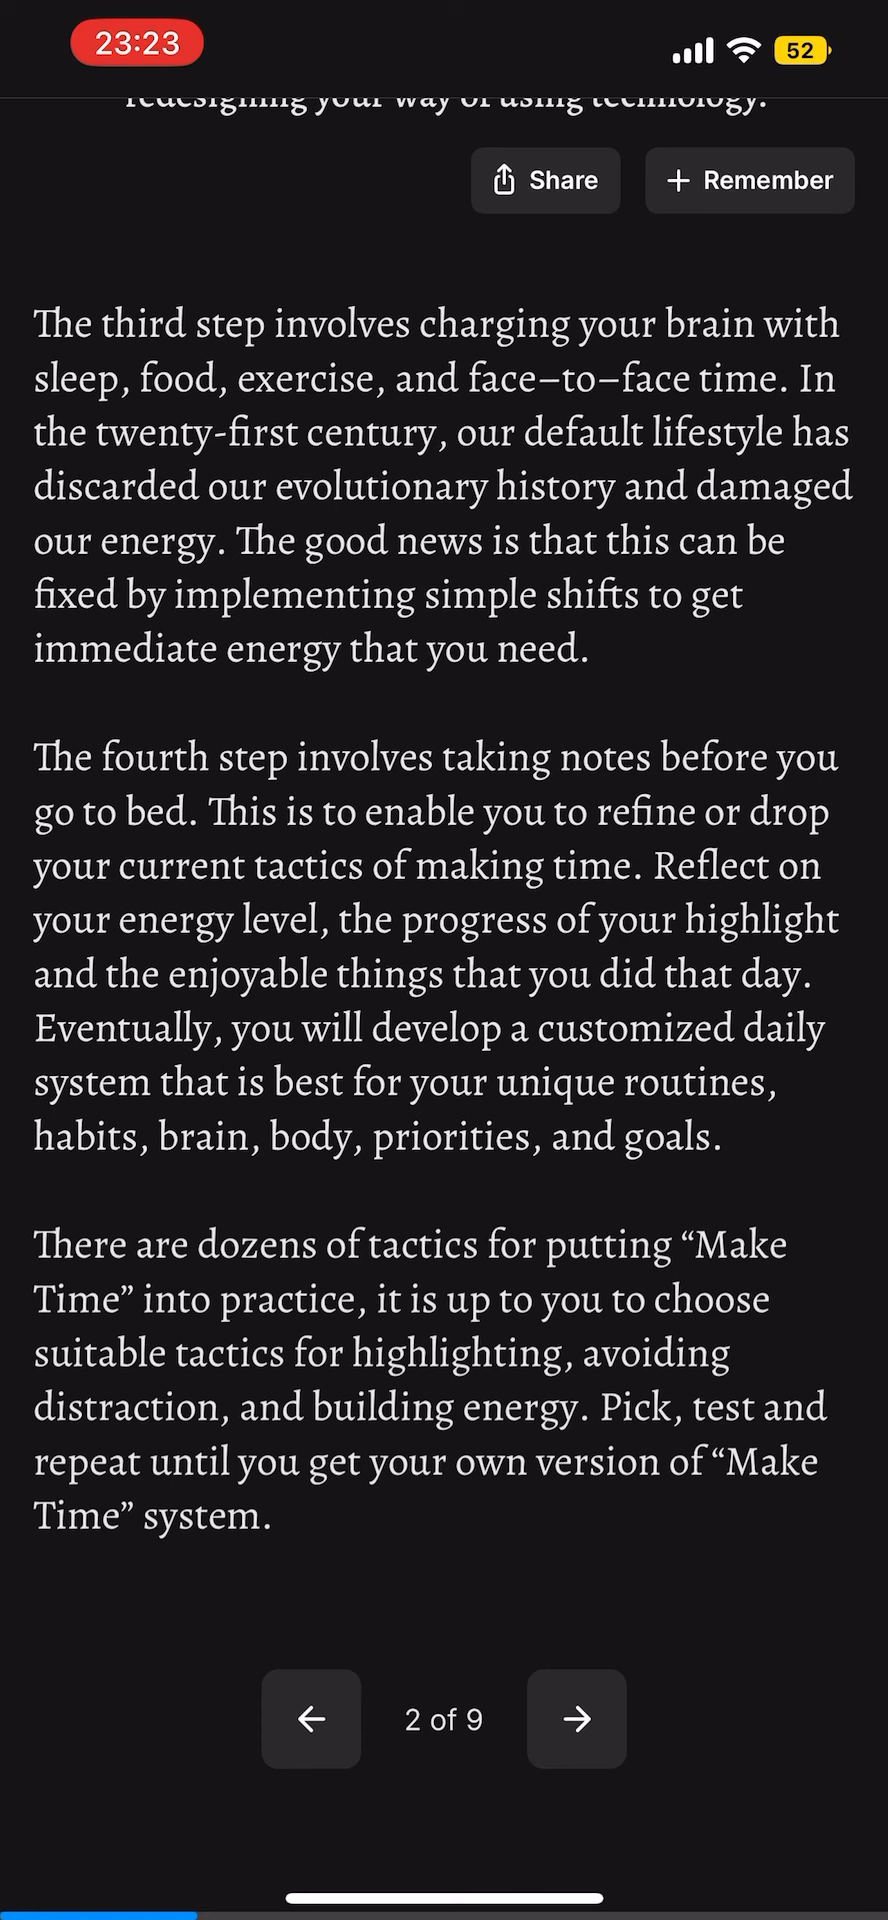 23:23
52
redesigning your way of using technology.
Share
Remember
The third step involves charging your brain with
sleep, food, exercise, and face–to–face time. In
the twenty-first century, our default lifestyle has
discarded our evolutionary history and damaged
our energy. The good news is that this can be
fixed by implementing simple shifts to get
immediate energy that you need.
The fourth step involves taking notes before you
go to bed. This is to enable you to refine or drop
your current tactics of making time. Reflect on
your energy level, the progress of your highlight
and the enjoyable things that you did that day.
Eventually, you will develop a customized daily
system that is best for your unique routines,
habits, brain, body, priorities, and goals.
There are dozens of tactics for putting “Make
Time” into practice, it is up to you to choose
suitable tactics for highlighting, avoiding
distraction, and building energy. Pick, test and
repeat until you get your own version of “Make
Time” system.
2 of 9